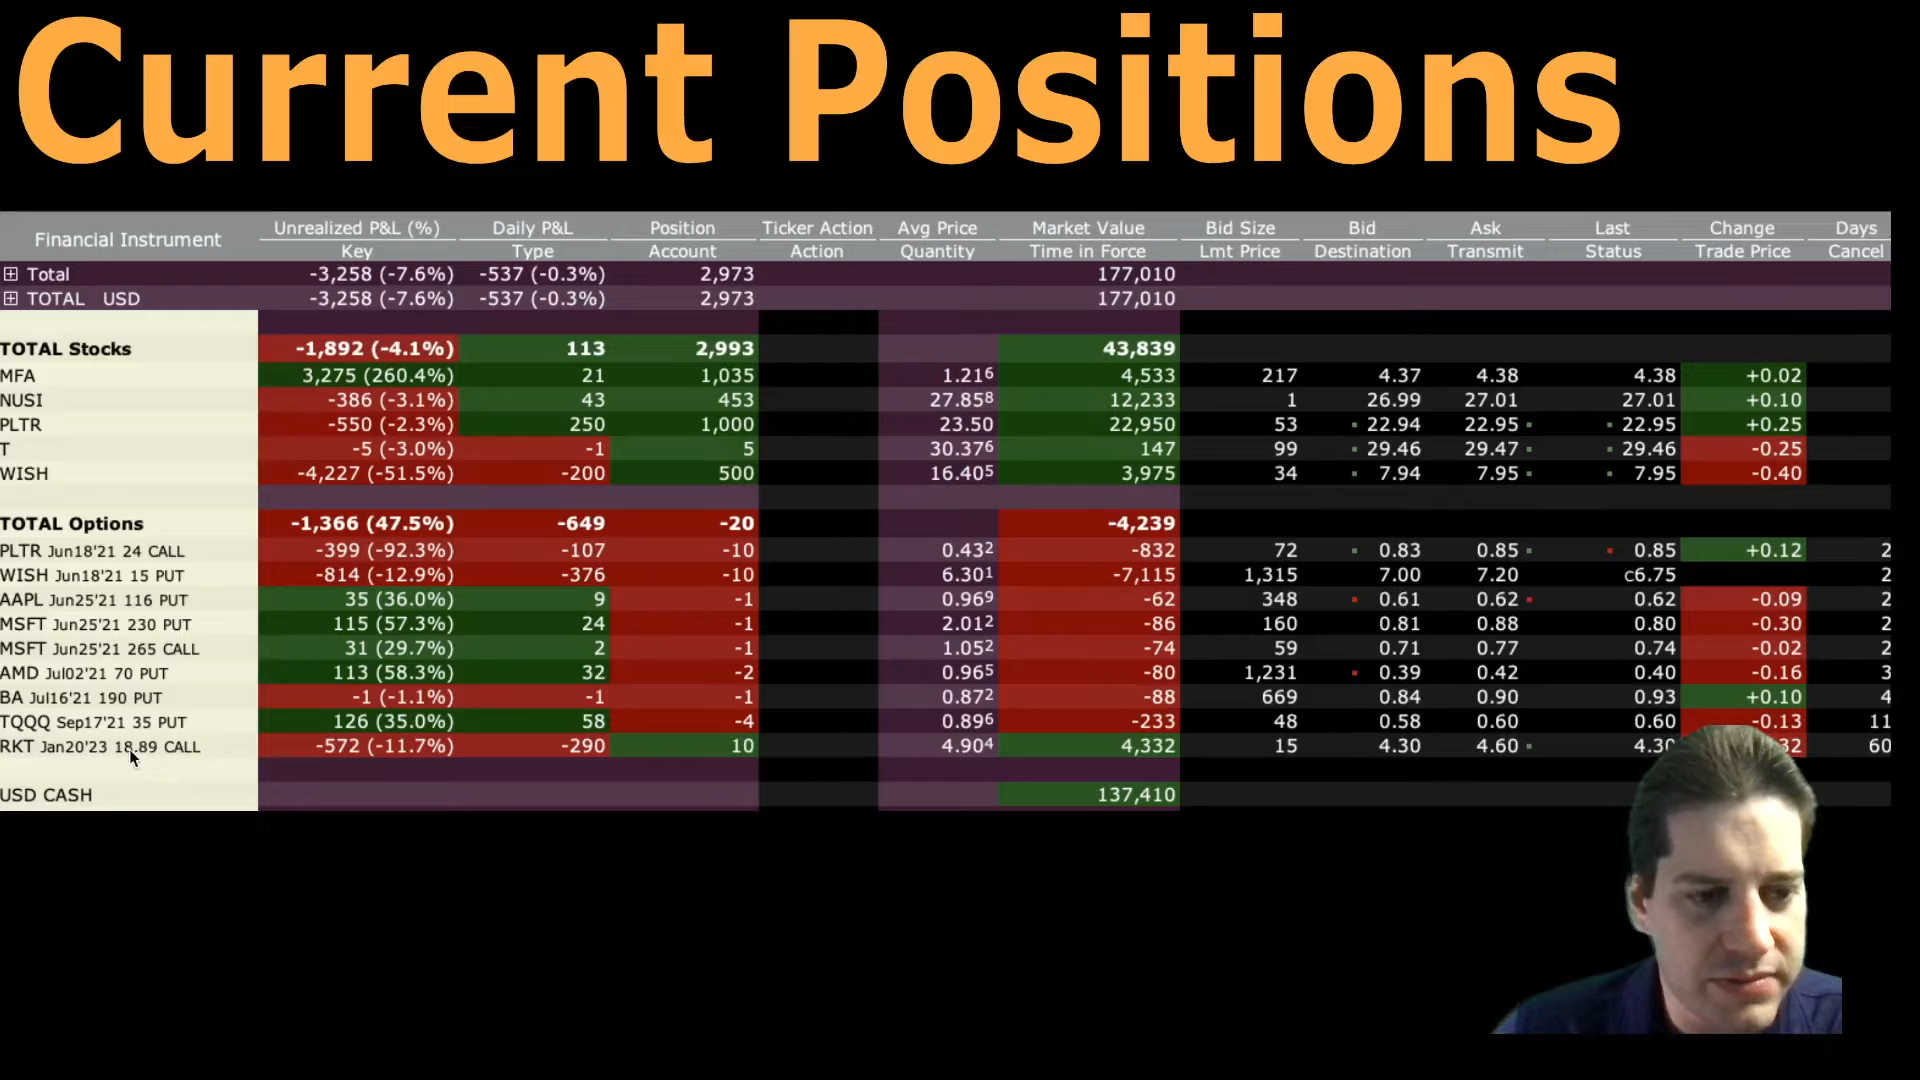 Current Positions
Financial Instrument Unrealized P&L (%) Daily P&L Position Ticker Action Avg Price Market Value Bid Size Bid Ask Last Change Days
Key Type Account Action Quantity Time in Force Lmt Price Destination Transmit Status Trade Price Cancel
Total -3,258 (-7.6%) -537 (-0.3%) 2,973 177,010
TOTAL USD -3,258 (-7.6%) -537 (-0.3%) 2,973 177,010
TOTAL Stocks -1,892 (-4.1%) 113 2,993 43,839
MFA 3,275 (260.4%) 21 1,035 1.216 4,533 217 4.37 4.38 4.38 +0.02
NUSI -386 (-3.1%) 43 453 27.858 12,233 1 26.99 27.01 27.01 +0.10
PLTR -550 (-2.3%) 250 1,000 23.50 22,950 53 22.94 22.95 22.95 +0.25
T -5 (-3.0%) -1 5 30.376 147 99 29.46 29.47 29.46 -0.25
WISH -4,227 (-51.5%) -200 500 16.405 3,975 34 7.94 7.95 7.95 -0.40
TOTAL Options -1,366 (47.5%) -649 -20 -4,239
PLTR Jun18'21 24 CALL -399 (-92.3%) -107 -10 0.432 -832 72 0.83 0.85 0.85 +0.12 2
WISH Jun18'21 15 PUT -814 (-12.9%) -376 -10 6.301 -7,115 1,315 7.00 7.20 c6.75 2
AAPL Jun25'21 116 PUT 35 (36.0%) 9 -1 0.969 -62 348 0.61 0.62 0.62 -0.09 2
MSFT Jun25'21 230 PUT 115 (57.3%) 24 -1 2.012 -86 160 0.81 0.88 0.80 -0.30 2
MSFT Jun25'21 265 CALL 31 (29.7%) 2 -1 1.052 -74 59 0.71 0.77 0.74 -0.02 2
AMD Jul02'21 70 PUT 113 (58.3%) 32 -2 0.965 -80 1,231 0.39 0.42 0.40 -0.16 3
BA Jul16'21 190 PUT -1 (-1.1%) -1 -1 0.872 -88 669 0.84 0.90 0.93 +0.10 4
TQQQ Sep17'21 35 PUT 126 (35.0%) 58 -4 0.896 -233 48 0.58 0.60 0.60 -0.13 11
RKT Jan20'23 18.89 CALL -572 (-11.7%) -290 10 4.904 4,332 15 4.30 4.60 4.30 60
USD CASH 137,410